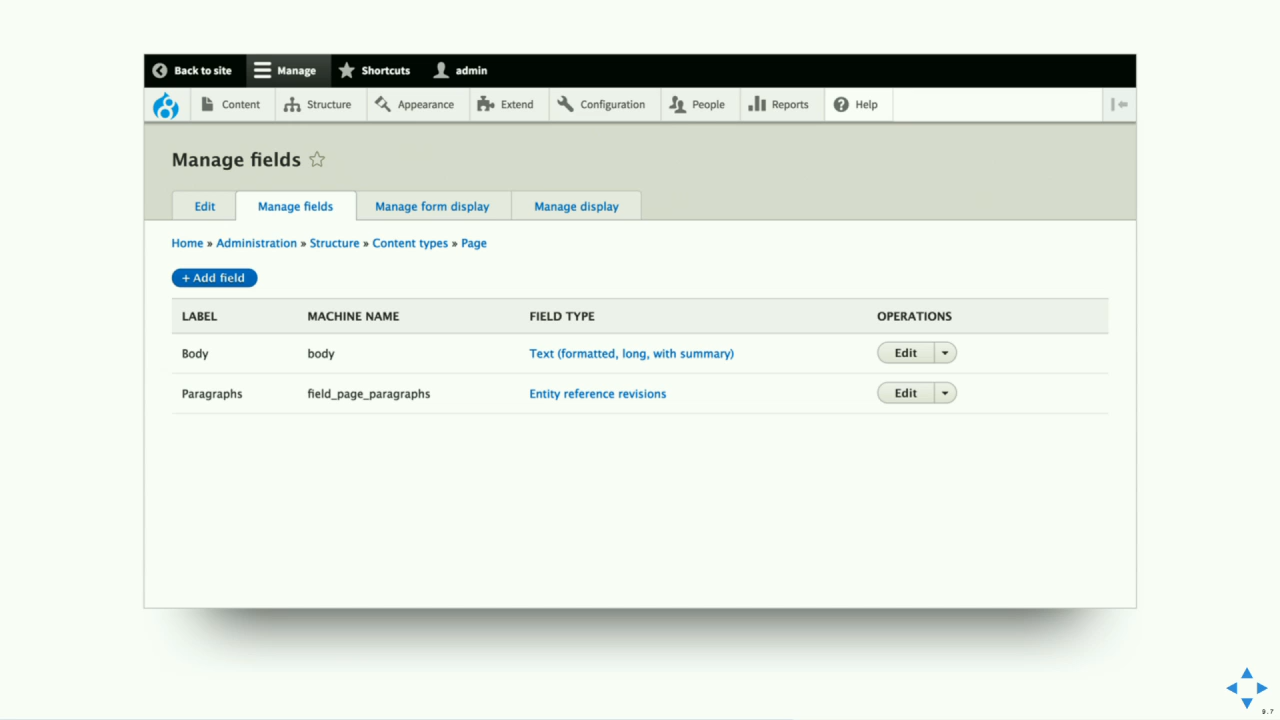 Back to site Manage Shortcuts admin
Content Structure Appearance Extend Configuration People Reports Help
Manage fields
Edit Manage fields Manage form display Manage display
Home » Administration » Structure » Content types » Page
+ Add field
LABEL MACHINE NAME FIELD TYPE OPERATIONS
Body body Text (formatted, long, with summary) Edit
Paragraphs field_page_paragraphs Entity reference revisions Edit
9.7